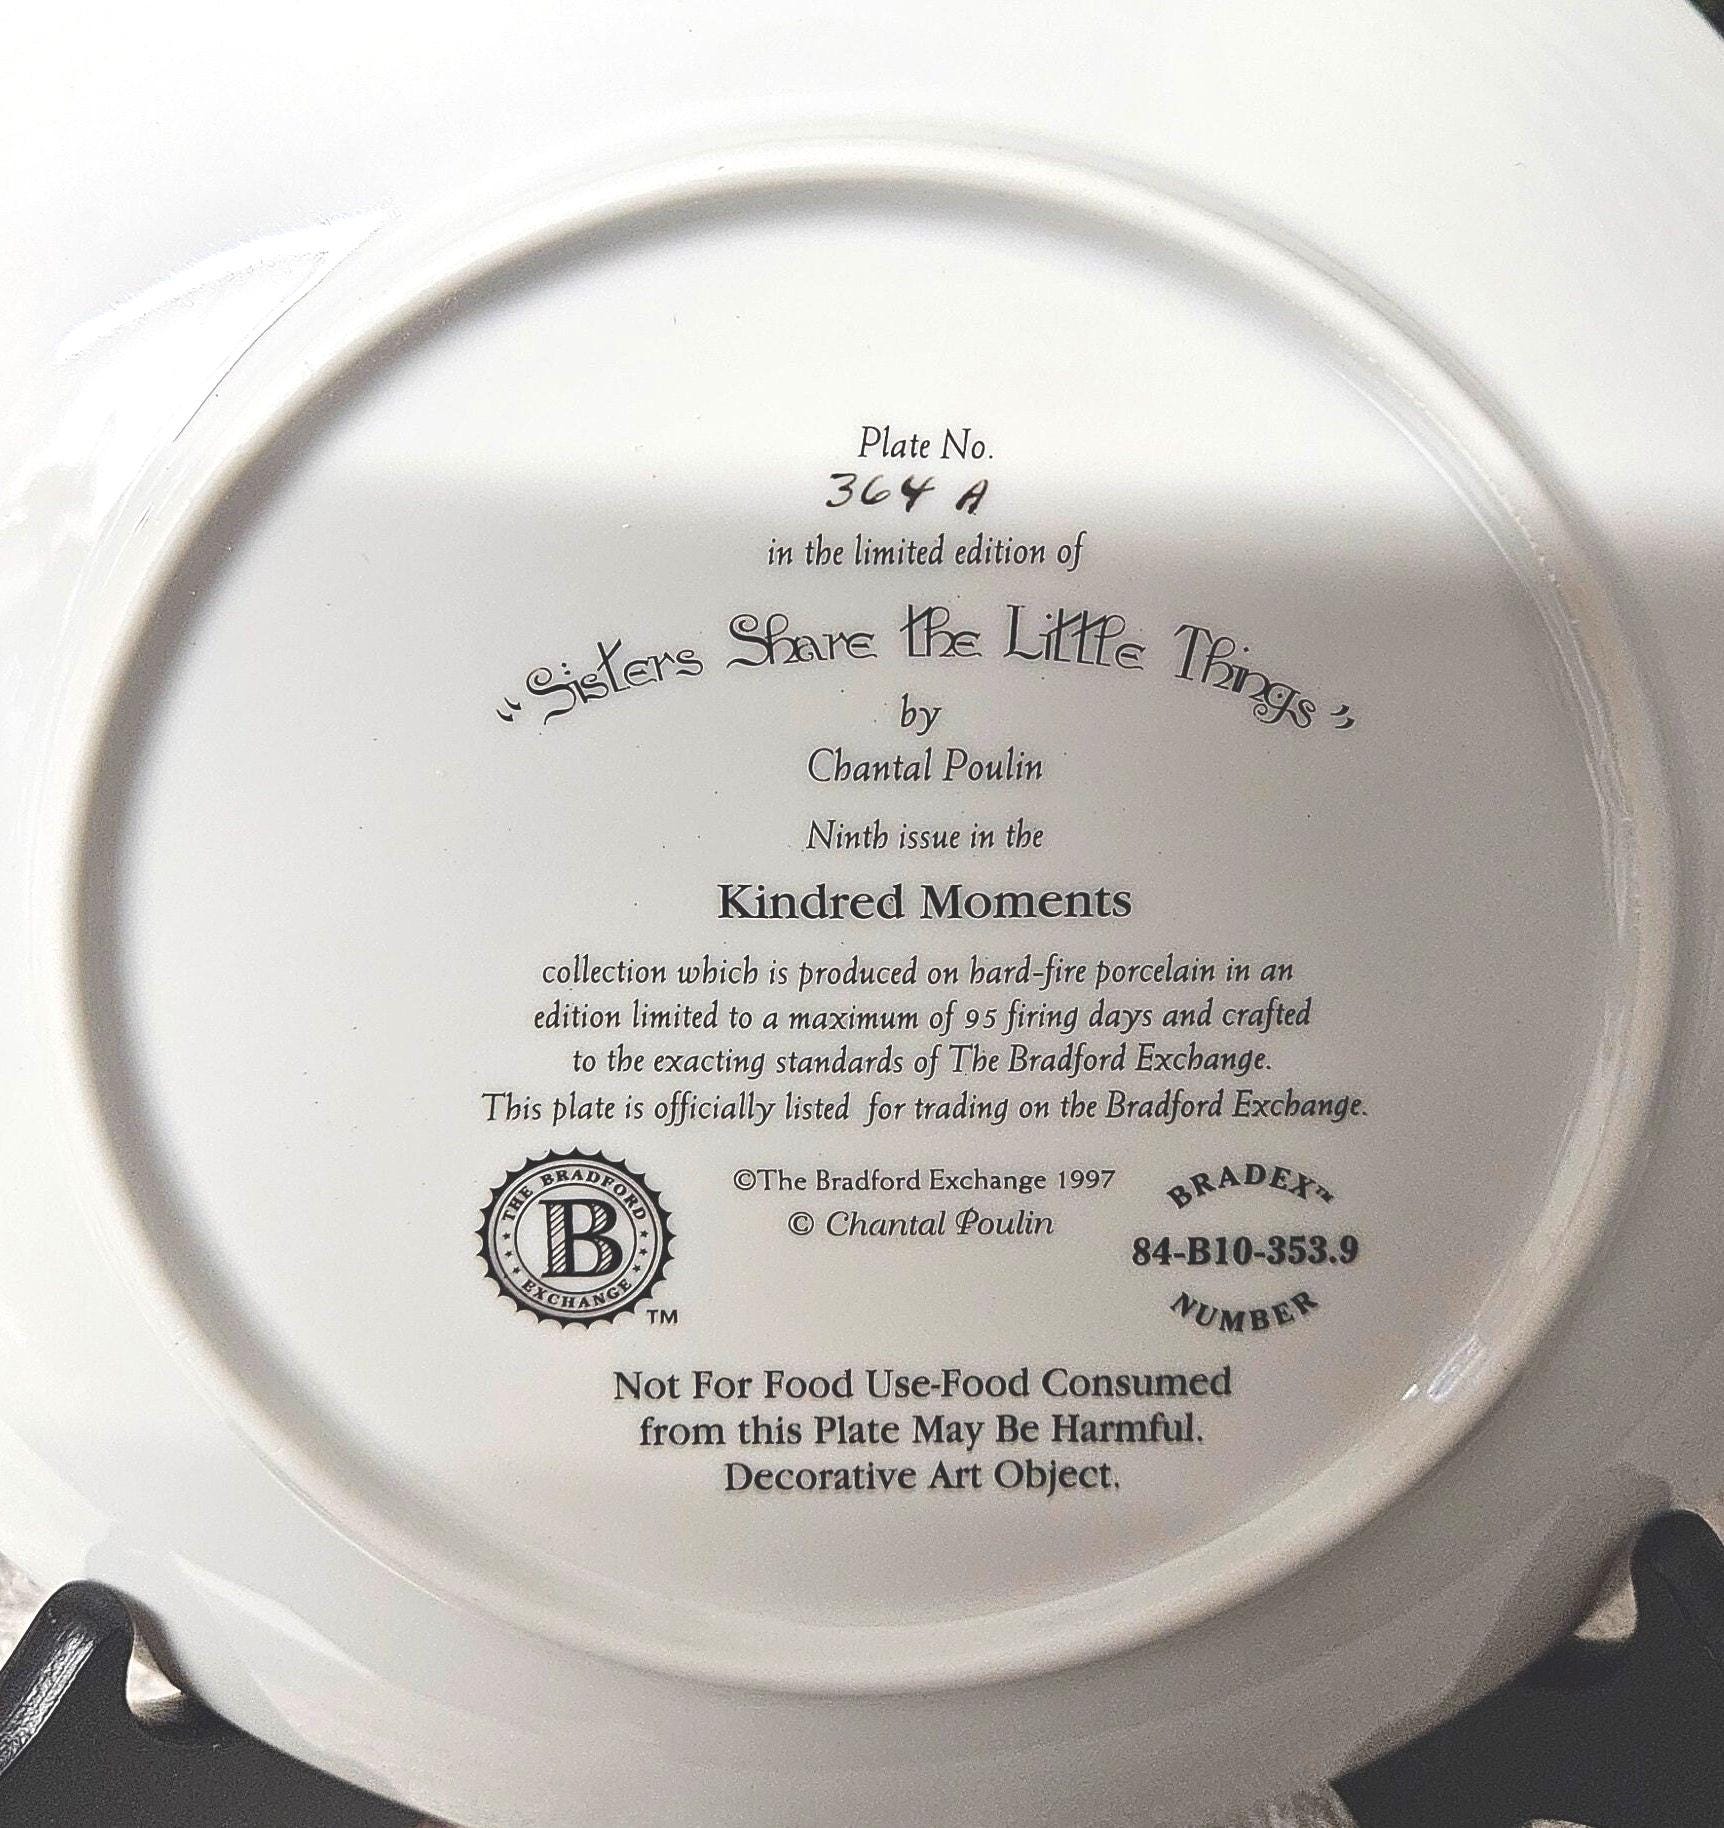 Plate No.
364 A
in the limited edition of
"Sisters Share the Little Things"
by
Chantal Poulin
Ninth issue in the
Kindred Moments
collection which is produced on hard-fire porcelain in an
edition limited to a maximum of 95 firing days and crafted
to the exacting standards of The Bradford Exchange.
This plate is officially listed for trading on the Bradford Exchange.
THE BRADFORD
B
EXCHANGE
TM
©The Bradford Exchange 1997
© Chantal Poulin
BRADEX™
84-B10-353.9
NUMBER
Not For Food Use-Food Consumed
from this Plate May Be Harmful.
Decorative Art Object.